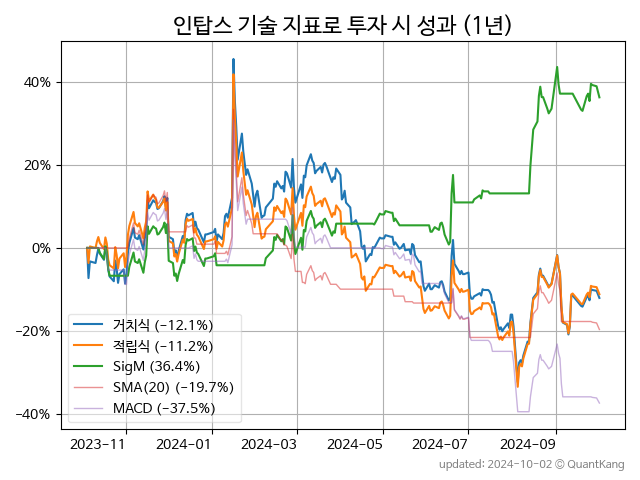 인탑스 기술 지표로 투자 시 성과 (1년)
40%
20%
0%
−20%
−40%
거치식 (−12.1%)
적립식 (−11.2%)
SigM (36.4%)
SMA(20) (−19.7%)
MACD (−37.5%)
2023-11
2024-01
2024-03
2024-05
2024-07
2024-09
updated: 2024-10-02 © QuantKang